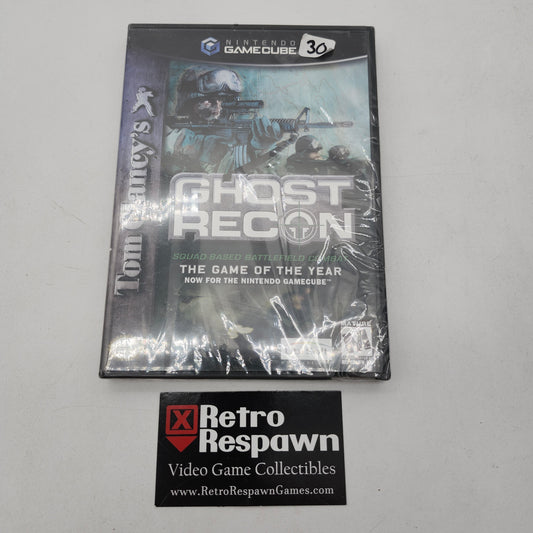 NINTENDO
GAMECUBE
30
Tom Clancy's
GHOST
RECON
SQUAD-BASED BATTLEFIELD COMBAT
THE GAME OF THE YEAR
NOW FOR THE NINTENDO GAMECUBE™
MATURE
X Retro
Respawn
Video Game Collectibles
www.RetroRespawnGames.com